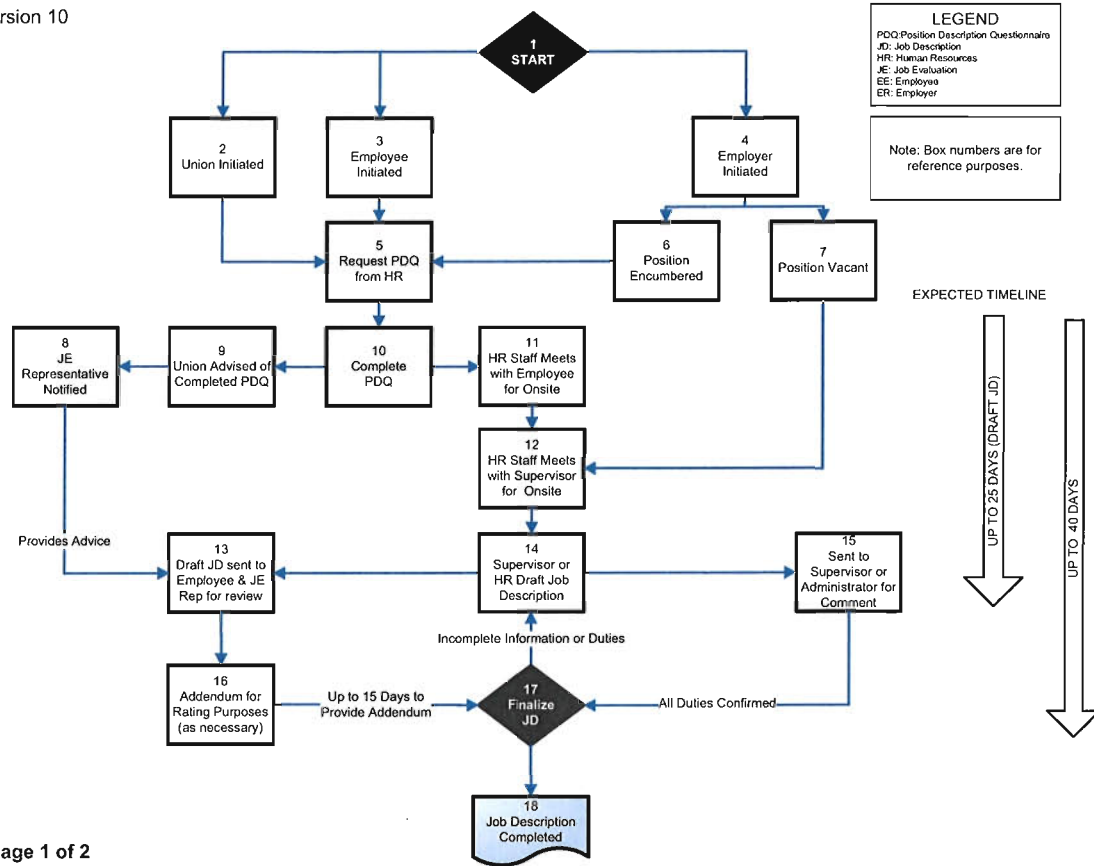 rsion 10
1
START
LEGEND
PDQ:Position Description Questionnaire
JD: Job Description
HR: Human Resources
JE: Job Evaluation
EE: Employee
ER: Employer
Note: Box numbers are for
reference purposes.
2
Union Initiated
3
Employee
Initiated
4
Employer
Initiated
5
Request PDQ
from HR
6
Position
Encumbered
7
Position Vacant
EXPECTED TIMELINE
8
JE
Representative
Notified
9
Union Advised of
Completed PDQ
10
Complete
PDQ
11
HR Staff Meets
with Employee
for Onsite
12
HR Staff Meets
with Supervisor
for Onsite
UP TO 25 DAYS (DRAFT JD)
UP TO 40 DAYS
Provides Advice
13
Draft JD sent to
Employee & JE
Rep for review
14
Supervisor or
HR Draft Job
Description
15
Sent to
Supervisor or
Administrator for
Comment
Incomplete Information or Duties
16
Addendum for
Rating Purposes
(as necessary)
Up to 15 Days to
Provide Addendum
17
Finalize
JD
All Duties Confirmed
18
Job Description
Completed
age 1 of 2